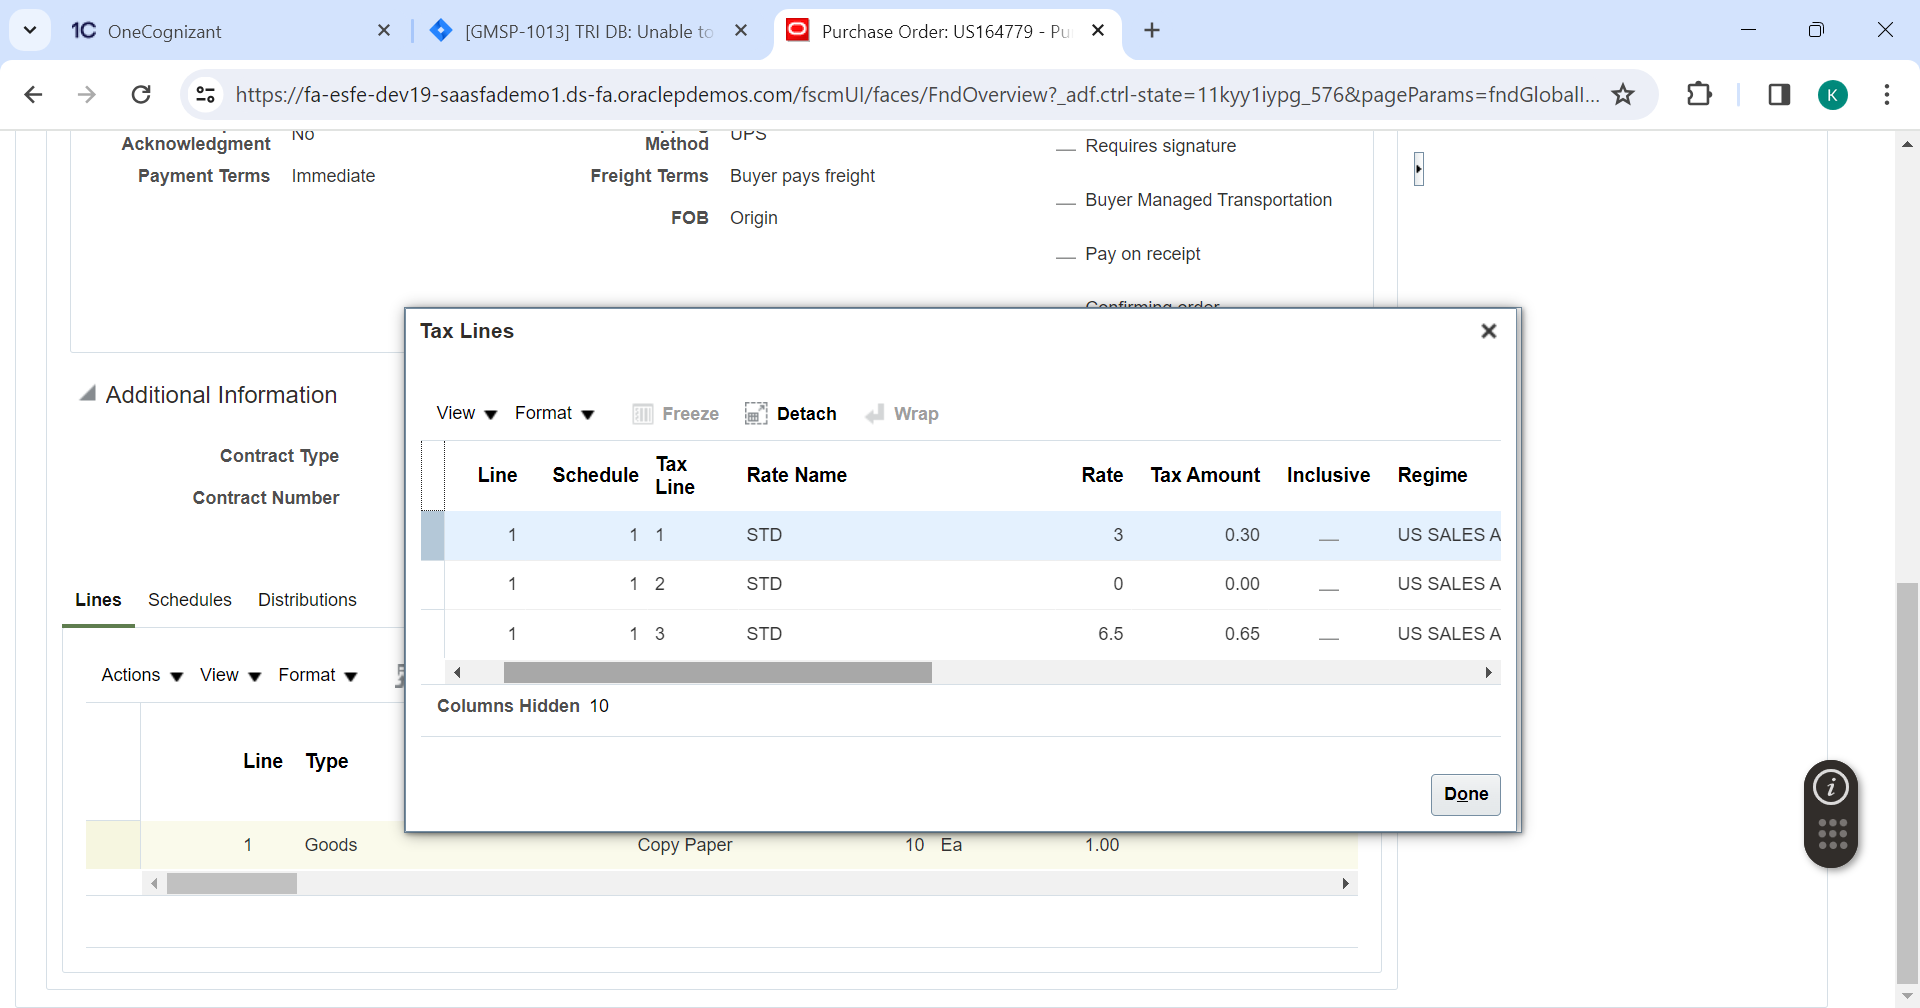 OneCognizant
[GMSP-1013] TRI DB: Unable to
Purchase Order: US164779 - Pu
https://fa-esfe-dev19-saasfademo1.ds-fa.oraclepdemos.com/fscmUI/faces/FndOverview?_adf.ctrl-state=11kyy1iypg_576&pageParams=fndGlobalI...
K
Acknowledgment No
Method UPS
Requires signature
Payment Terms Immediate
Freight Terms Buyer pays freight
Buyer Managed Transportation
FOB Origin
Pay on receipt
Confirming order
Additional Information
Contract Type
Contract Number
Tax Lines
View Format Freeze Detach Wrap
Line Schedule Tax Line Rate Name Rate Tax Amount Inclusive Regime
1 1 1 STD 3 0.30 US SALES A
1 1 2 STD 0 0.00 US SALES A
1 1 3 STD 6.5 0.65 US SALES A
Columns Hidden 10
Done
Lines Schedules Distributions
Actions View Format
Line Type
1 Goods Copy Paper 10 Ea 1.00